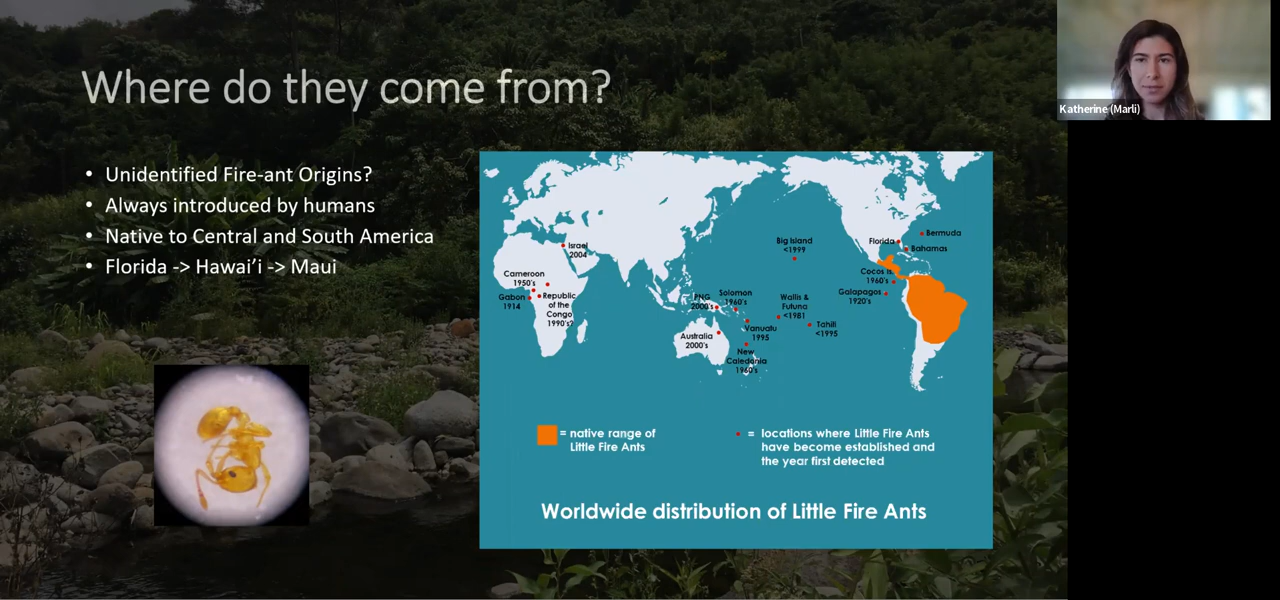 Where do they come from?
Katherine (Marli)
• Unidentified Fire-ant Origins?
• Always introduced by humans
• Native to Central and South America
• Florida -> Hawai'i -> Maui
Israel
2004
Cameroon
1950's
Gabon
1914
Republic
of the
Congo
1990's?
PNG
2000's
Solomon
1960's
Australia
2000's
Vanuatu
1995
New
Caledonia
1960's
Big Island
<1999
Wallis &
Futuna
<1981
Tahiti
<1995
Florida
Bermuda
Bahamas
Cocos Is.
1960's
Galapagos
1920's
= native range of
Little Fire Ants
= locations where Little Fire Ants
have become established and
the year first detected
Worldwide distribution of Little Fire Ants